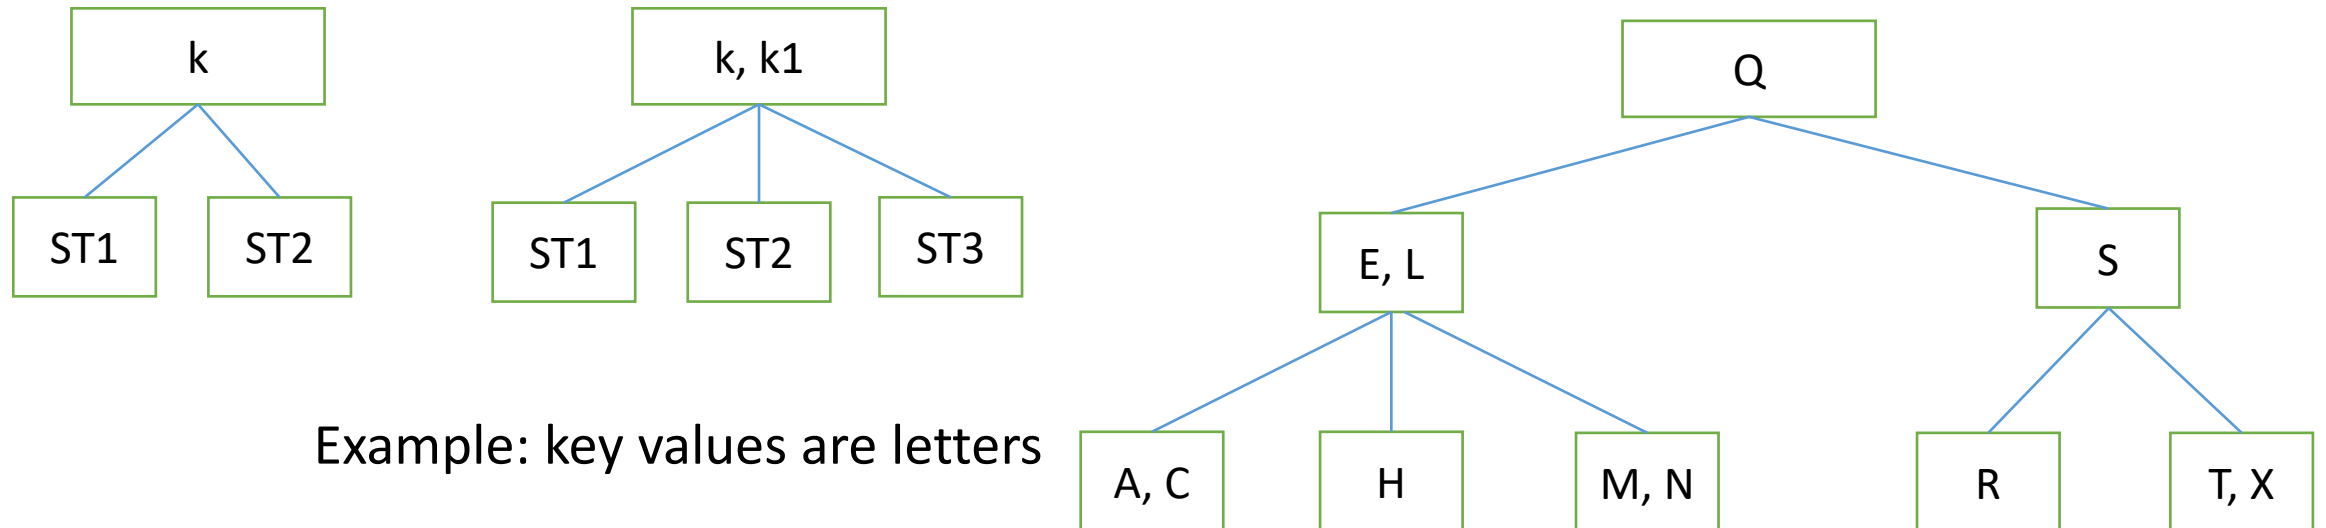 k
k, k1
Q
ST1
ST2
ST1
ST2
ST3
E, L
S
Example: key values are letters
A, C
H
M, N
R
T, X